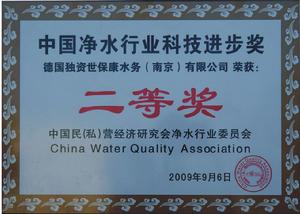 中国净水行业科技进步奖
德国独资世保康水务（南京）有限公司 荣获：
二等奖
中国民(私)营经济研究会净水行业委员会
China Water Quality Association
2009年9月6日